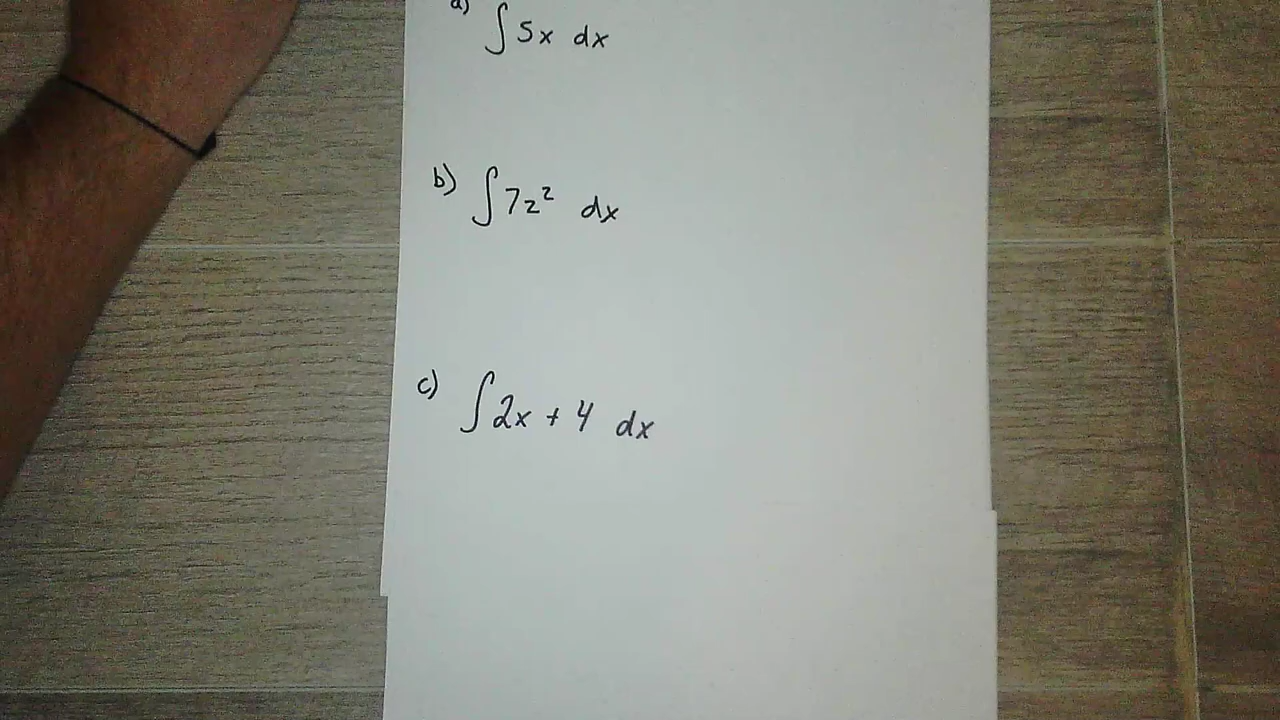 a) ∫ 5x dx
b) ∫ 7z² dx
c) ∫ 2x + 4 dx